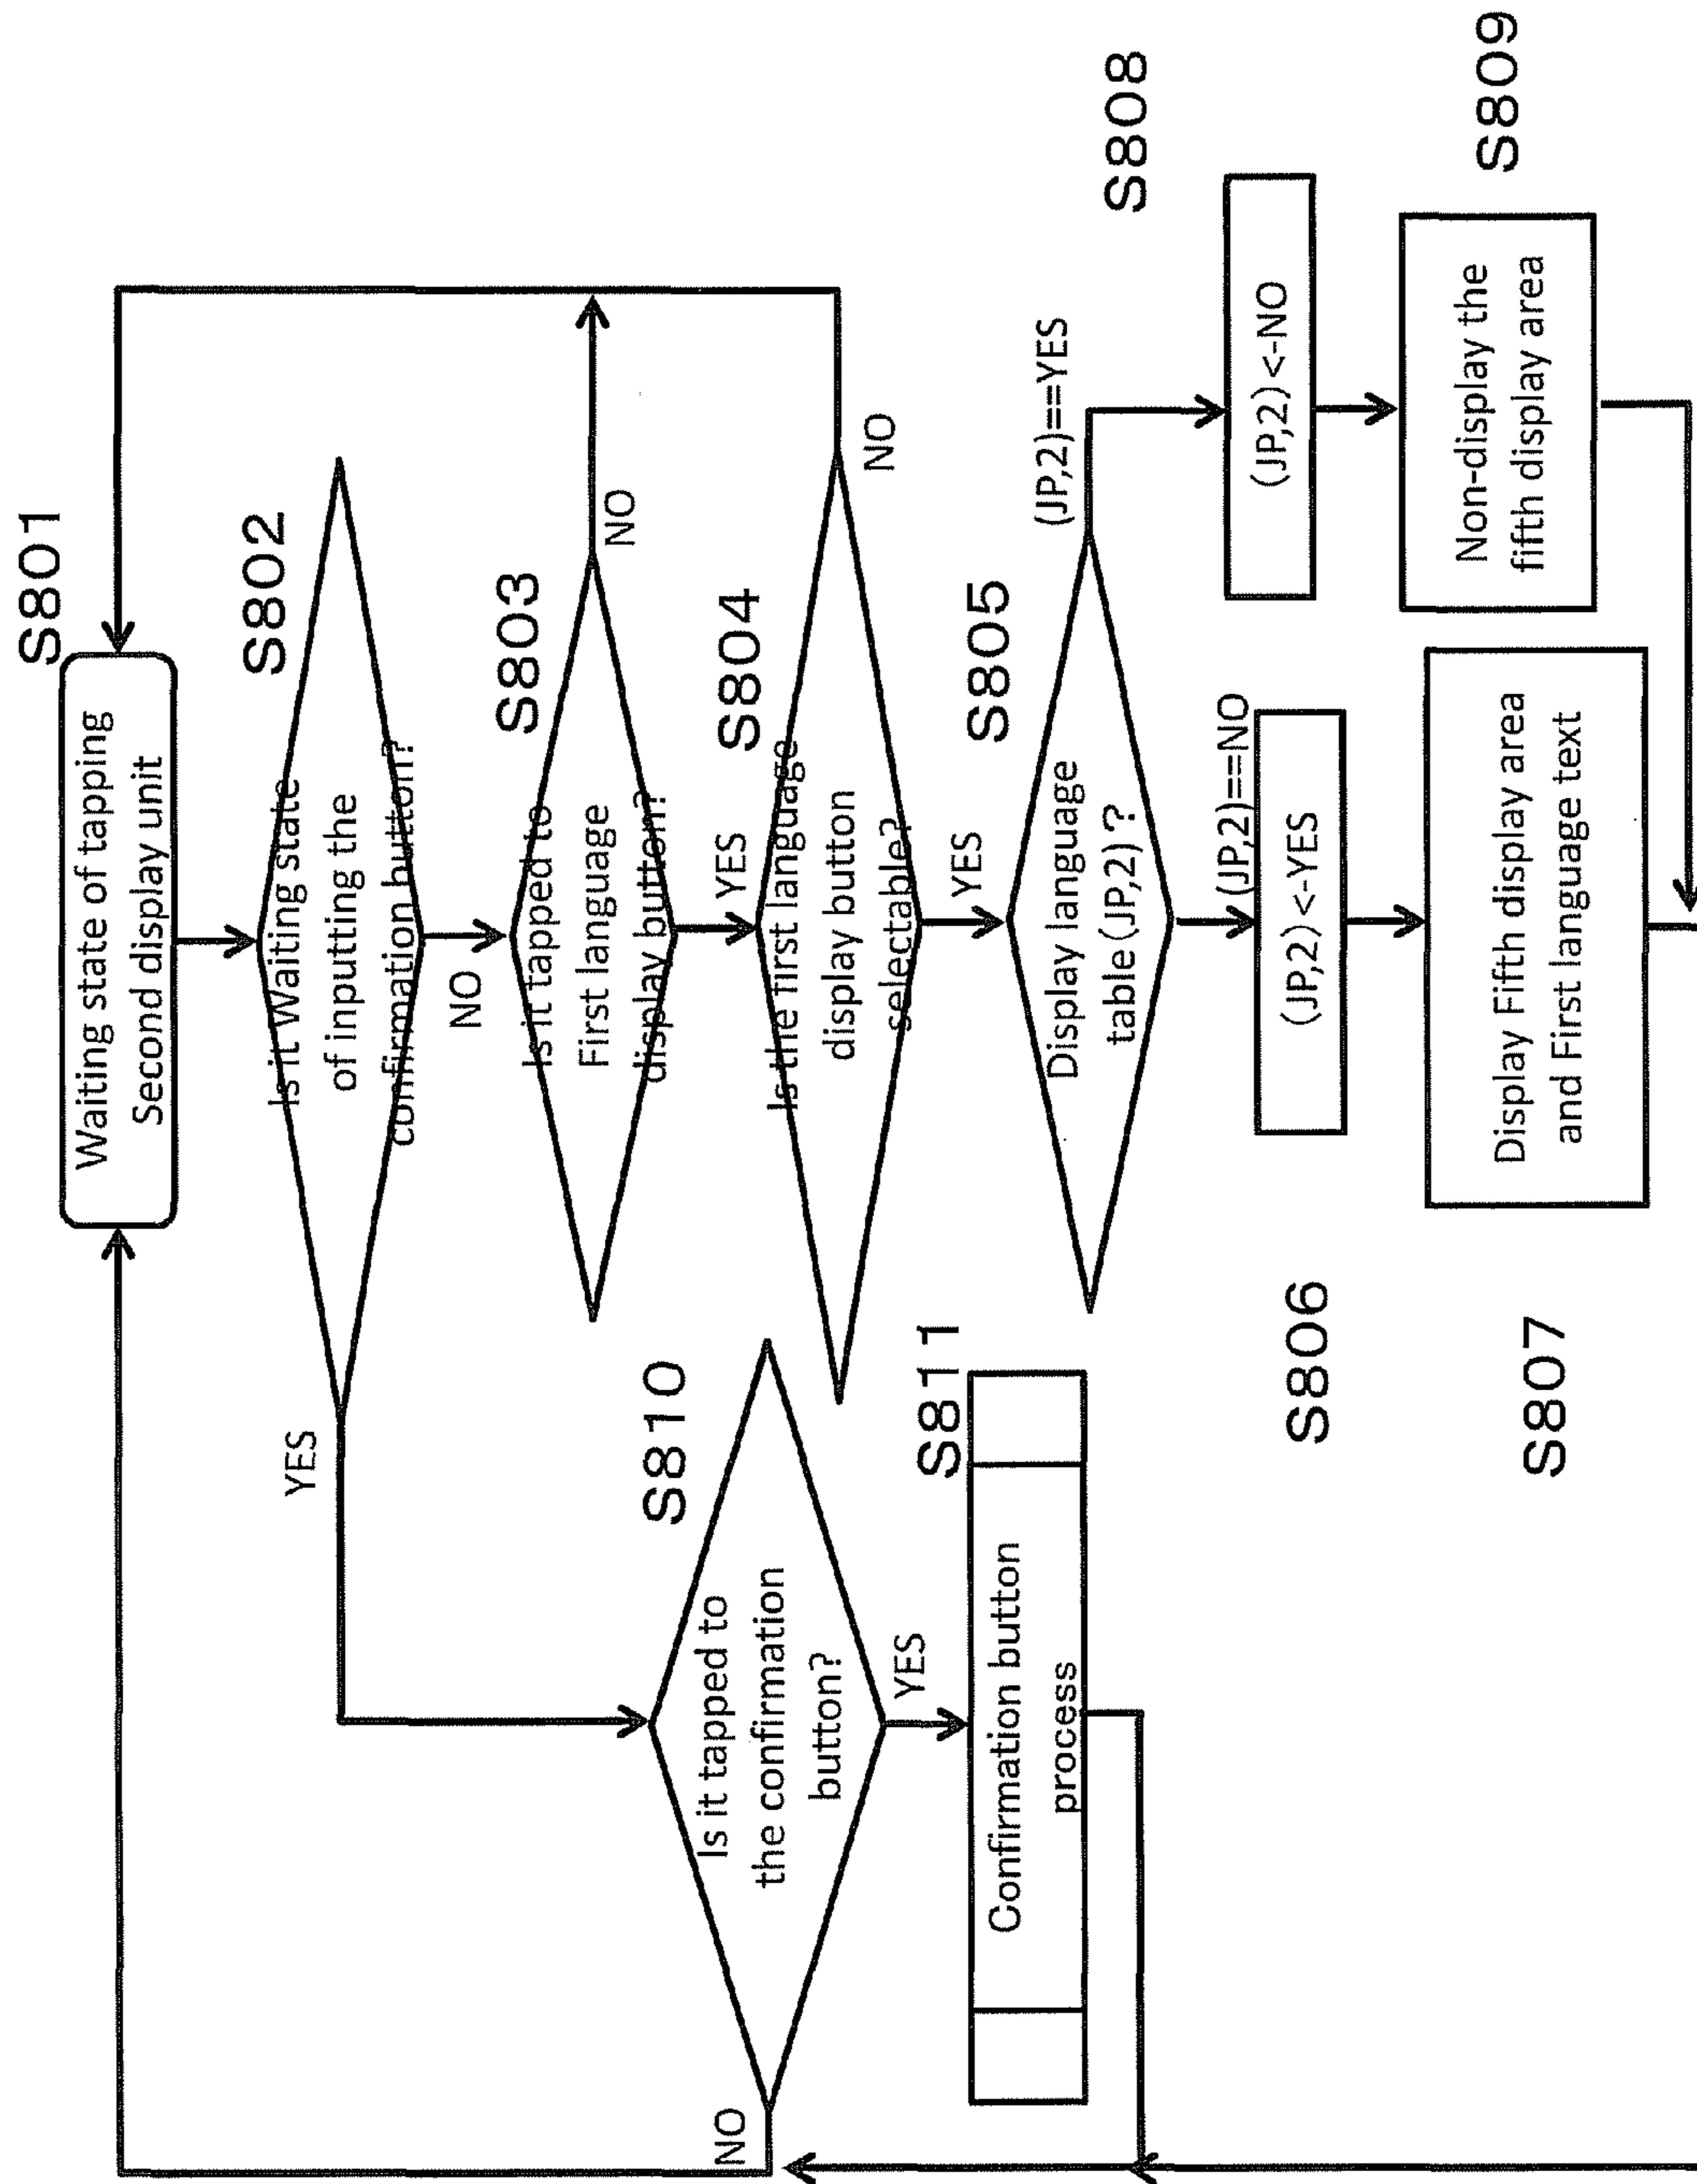 S801
Waiting state of tapping
Second display unit
S802
Is it Waiting state
of inputting the
confirmation button?
YES
NO
S803
Is it tapped to
First language
display button?
NO
YES
S804
Is the first language
display button
selectable?
NO
YES
S805
Display language
table(JP,2)?
(JP,2)==YES
(JP,2)==NO
S808
(JP,2)<-NO
S809
Non-display the
fifth display area
(JP,2)<-YES
S806
Display Fifth display area
and First language text
S807
S810
Is it tapped to
the confirmation
button?
NO
YES
S811
Confirmation button
process